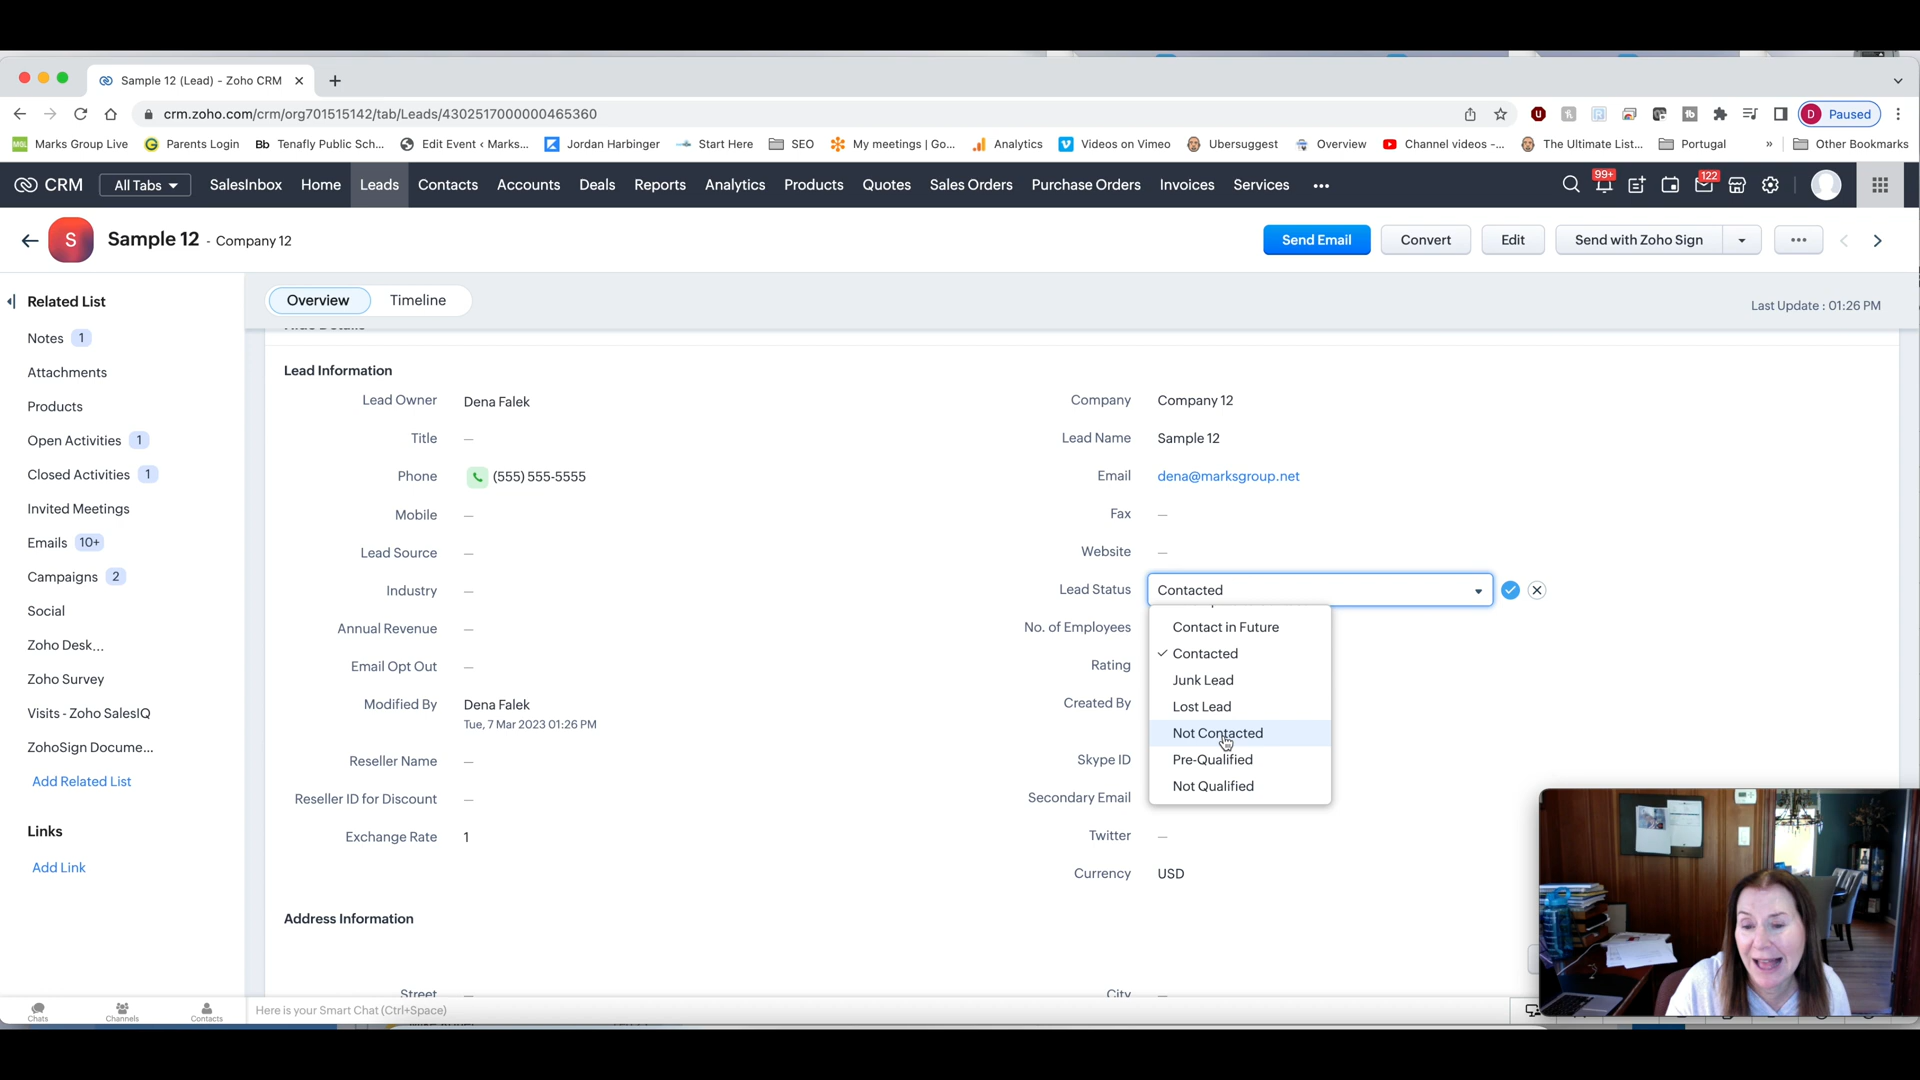 Sample 12 (Lead) - Zoho CRM
crm.zoho.com/crm/org701515142/tab/Leads/4302517000000465360
D Paused
Marks Group Live
Parents Login
Bb Tenafly Public Sch...
Edit Event ‹ Marks...
Jordan Harbinger
Start Here
SEO
My meetings | Go...
Analytics
Videos on Vimeo
Ubersuggest
Overview
Channel videos -...
The Ultimate List...
Portugal
»
Other Bookmarks
CRM
All Tabs
SalesInbox
Home
Leads
Contacts
Accounts
Deals
Reports
Analytics
Products
Quotes
Sales Orders
Purchase Orders
Invoices
Services
99+
122
S
Sample 12 - Company 12
Send Email
Convert
Edit
Send with Zoho Sign
Related List
Notes 1
Attachments
Products
Open Activities 1
Closed Activities 1
Invited Meetings
Emails 10+
Campaigns 2
Social
Zoho Desk...
Zoho Survey
Visits - Zoho SalesIQ
ZohoSign Docume...
Add Related List
Links
Add Link
Overview
Timeline
Last Update : 01:26 PM
Lead Information
Lead Owner Dena Falek
Title —
Phone (555) 555-5555
Mobile —
Lead Source —
Industry —
Annual Revenue —
Email Opt Out —
Modified By Dena Falek
Tue, 7 Mar 2023 01:26 PM
Reseller Name —
Reseller ID for Discount —
Exchange Rate 1
Company Company 12
Lead Name Sample 12
Email dena@marksgroup.net
Fax —
Website —
Lead Status Contacted
No. of Employees
Rating
Created By
Skype ID
Secondary Email
Twitter —
Currency USD
Contact in Future
Contacted
Junk Lead
Lost Lead
Not Contacted
Pre-Qualified
Not Qualified
Address Information
Street —
City —
Chats
Channels
Contacts
Here is your Smart Chat (Ctrl+Space)